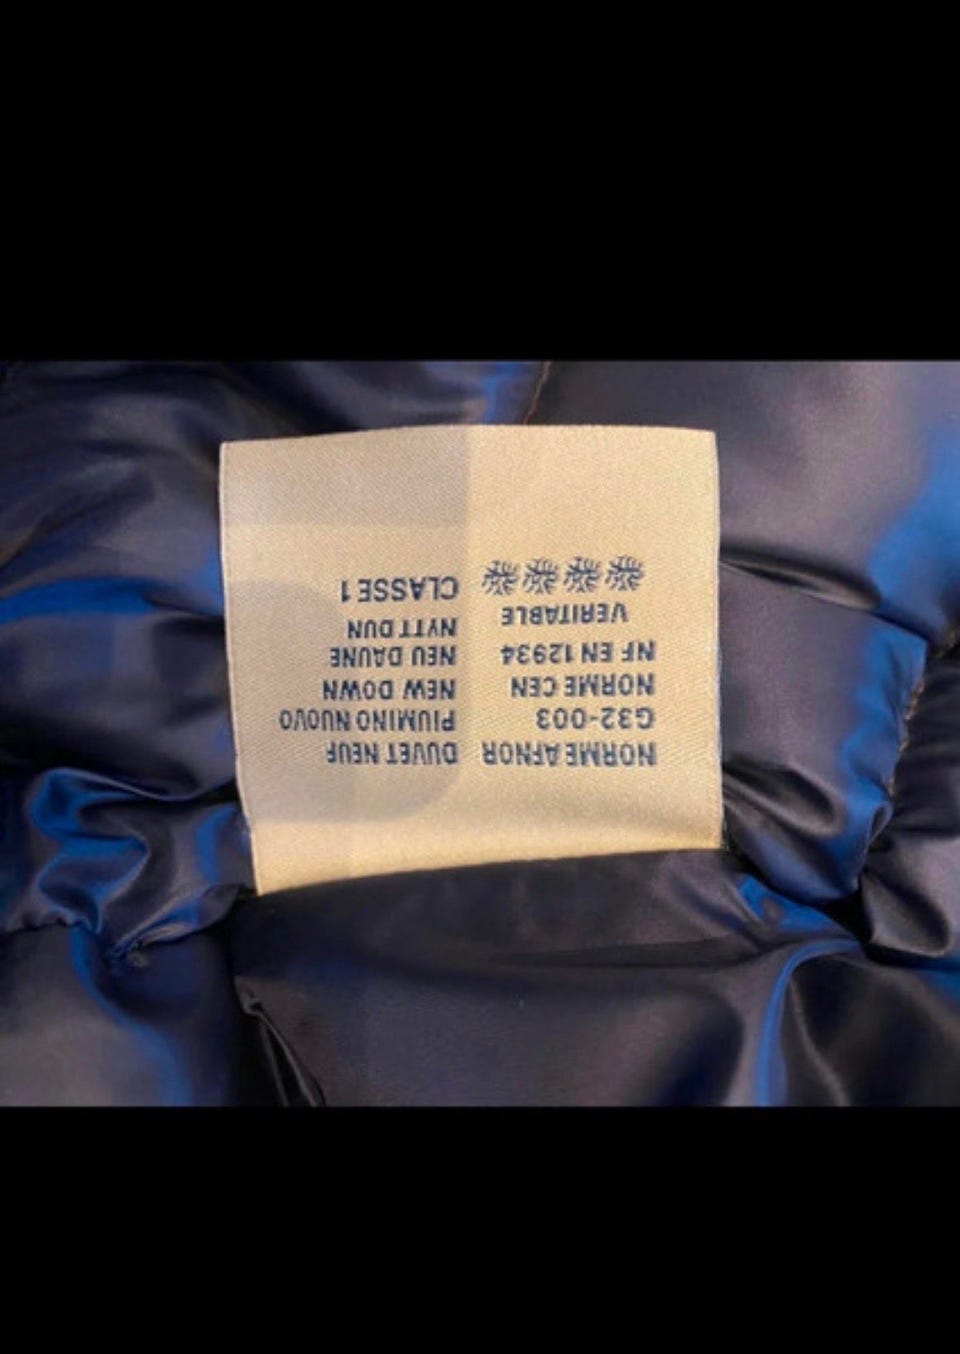 NORME AFNOR
G32-003
NORME CEN
NF EN 12934
VERITABLE
DUVET NEUF
PIUMINO NUOVO
NEW DOWN
NEU DAUNE
NYTT DUN
CLASSE 1